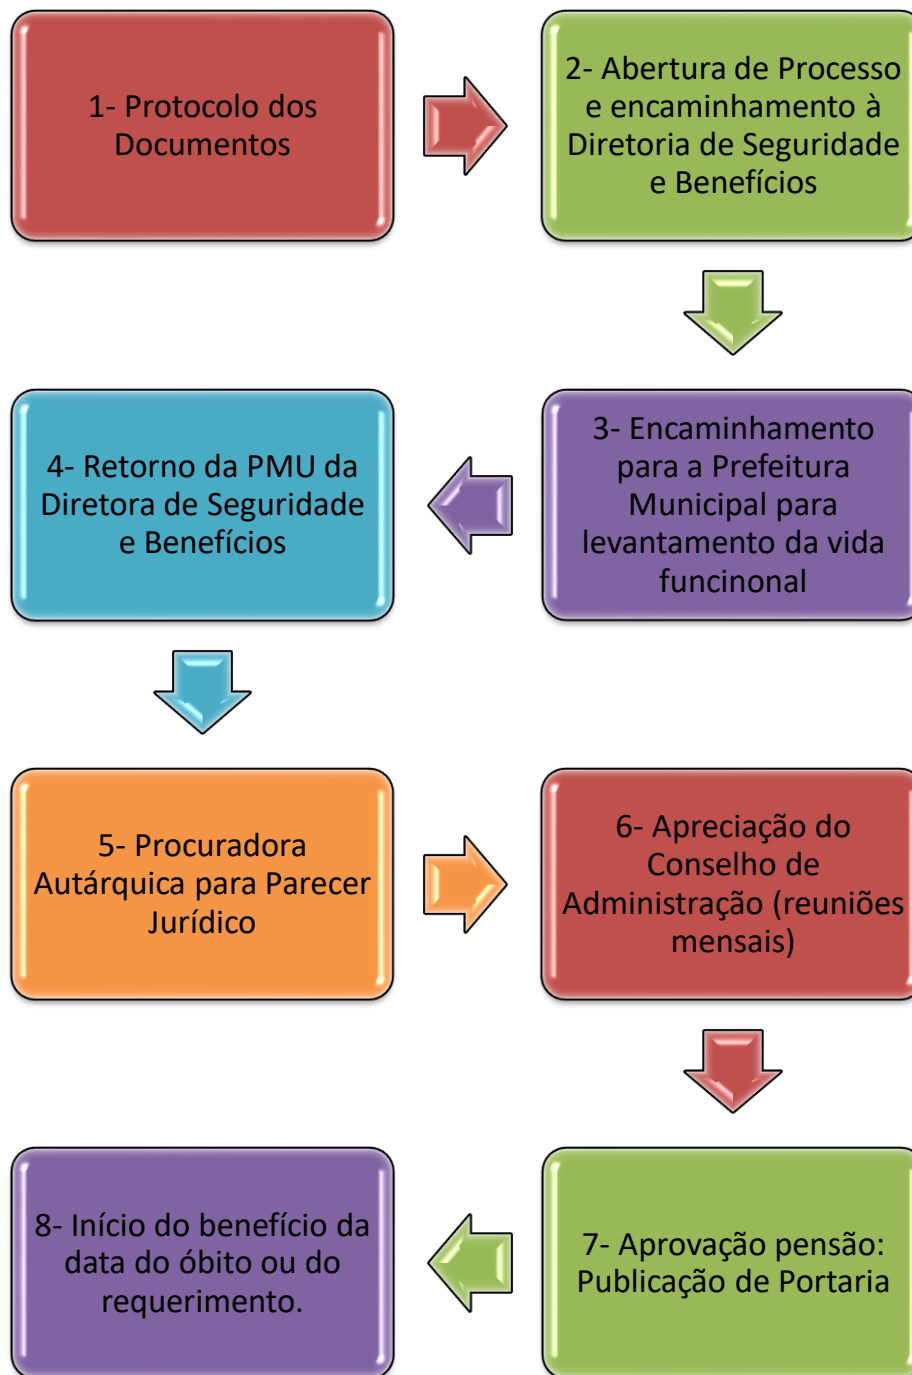 1- Protocolo dos
Documentos
2- Abertura de Processo
e encaminhamento à
Diretoria de Seguridade
e Benefícios
3- Encaminhamento
para a Prefeitura
Municipal para
levantamento da vida
funcinonal
4- Retorno da PMU da
Diretora de Seguridade
e Benefícios
5- Procuradora
Autárquica para Parecer
Jurídico
6- Apreciação do
Conselho de
Administração (reuniões
mensais)
7- Aprovação pensão:
Publicação de Portaria
8- Início do benefício da
data do óbito ou do
requerimento.